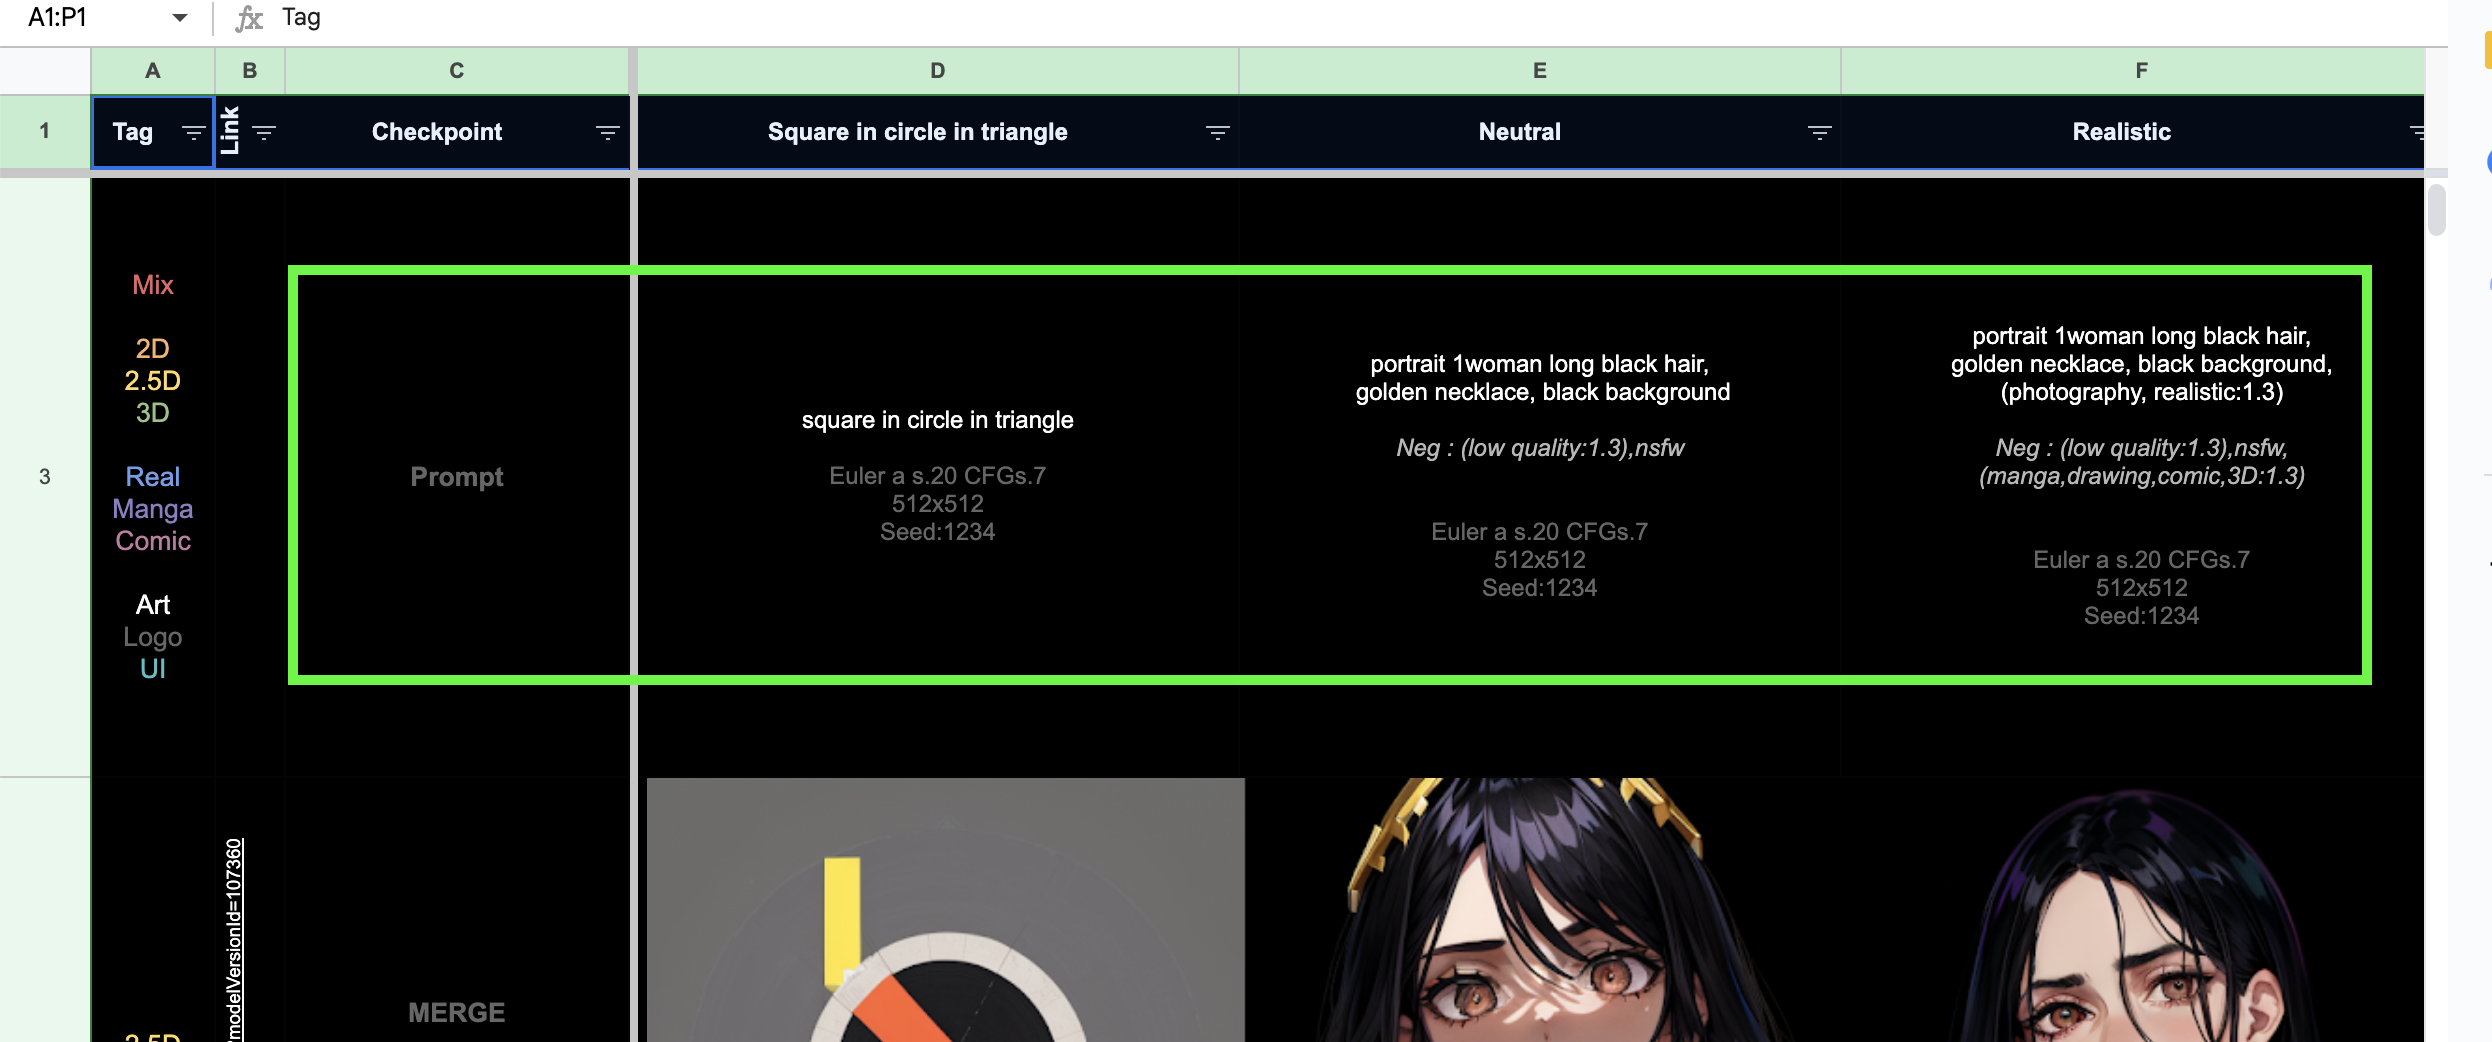 A1:P1
fx Tag
A B C D E F
1 Tag Link Checkpoint Square in circle in triangle Neutral Realistic
3
Mix
2D
2.5D
3D
Real
Manga
Comic
Art
Logo
UI
Prompt
square in circle in triangle
Euler a s.20 CFGs.7
512x512
Seed:1234
portrait 1woman long black hair,
golden necklace, black background
Neg : (low quality:1.3),nsfw
Euler a s.20 CFGs.7
512x512
Seed:1234
portrait 1woman long black hair,
golden necklace, black background,
(photography, realistic:1.3)
Neg : (low quality:1.3),nsfw,
(manga,drawing,comic,3D:1.3)
Euler a s.20 CFGs.7
512x512
Seed:1234
2.5D
modelVersionId=107360
MERGE